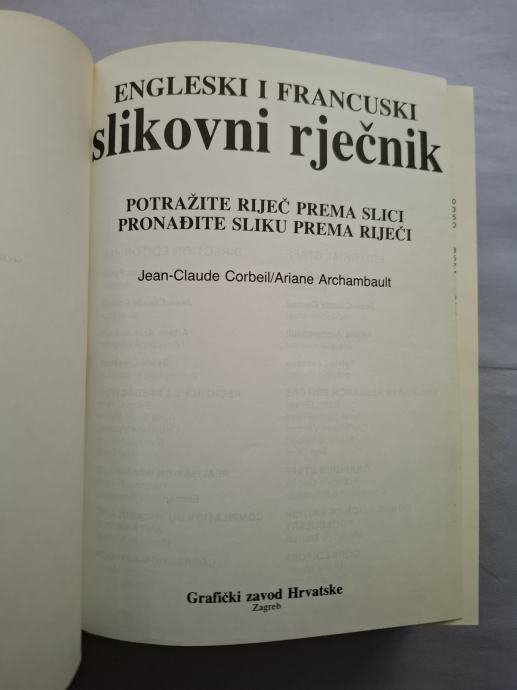 ENGLESKI I FRANCUSKI
slikovni rječnik
POTRAŽITE RIJEČ PREMA SLICI
PRONAĐITE SLIKU PREMA RIJEČI
Jean-Claude Corbeil/Ariane Archambault
Grafički zavod Hrvatske
Zagreb